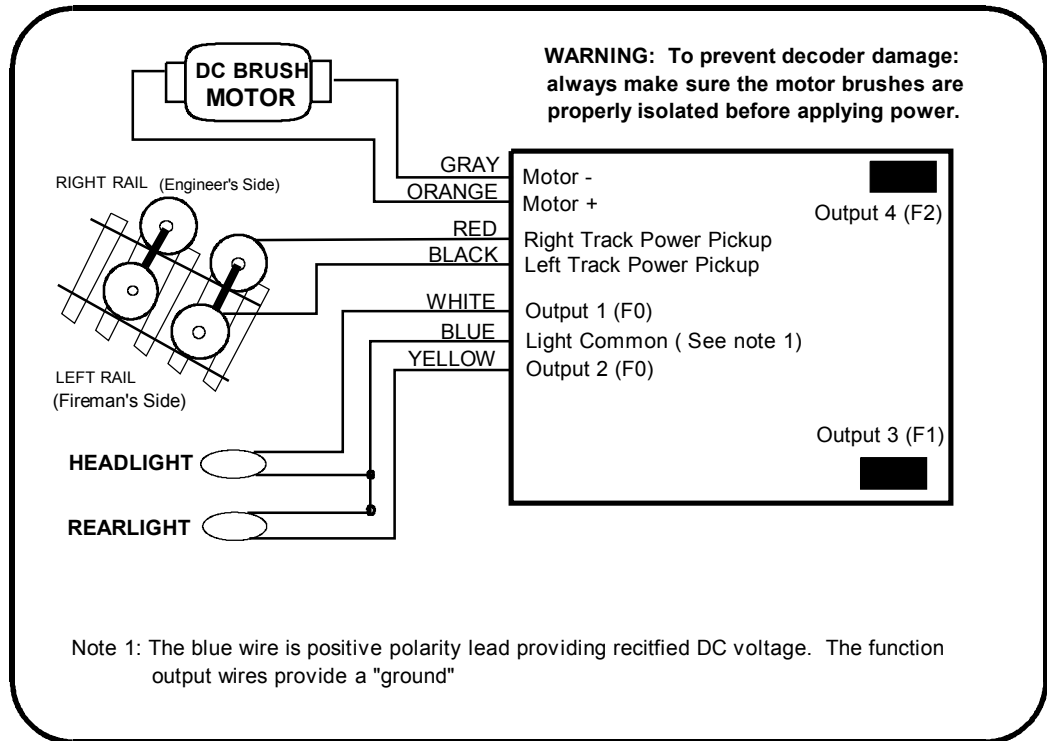 DC BRUSH
MOTOR
WARNING: To prevent decoder damage:
always make sure the motor brushes are
properly isolated before applying power.
GRAY
ORANGE
RED
BLACK
WHITE
BLUE
YELLOW
Motor -
Motor +
Right Track Power Pickup
Left Track Power Pickup
Output 1 (F0)
Light Common ( See note 1)
Output 2 (F0)
Output 4 (F2)
Output 3 (F1)
RIGHT RAIL (Engineer's Side)
LEFT RAIL
(Fireman's Side)
HEADLIGHT
REARLIGHT
Note 1: The blue wire is positive polarity lead providing recitfied DC voltage. The function
output wires provide a "ground"